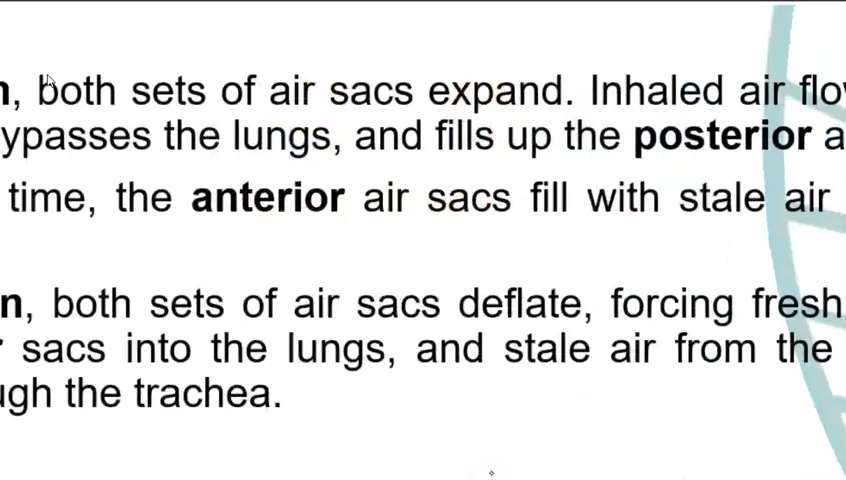 n, both sets of air sacs expand. Inhaled air flow
ypasses the lungs, and fills up the posterior a
time, the anterior air sacs fill with stale air
n, both sets of air sacs deflate, forcing fresh
sacs into the lungs, and stale air from the
ugh the trachea.